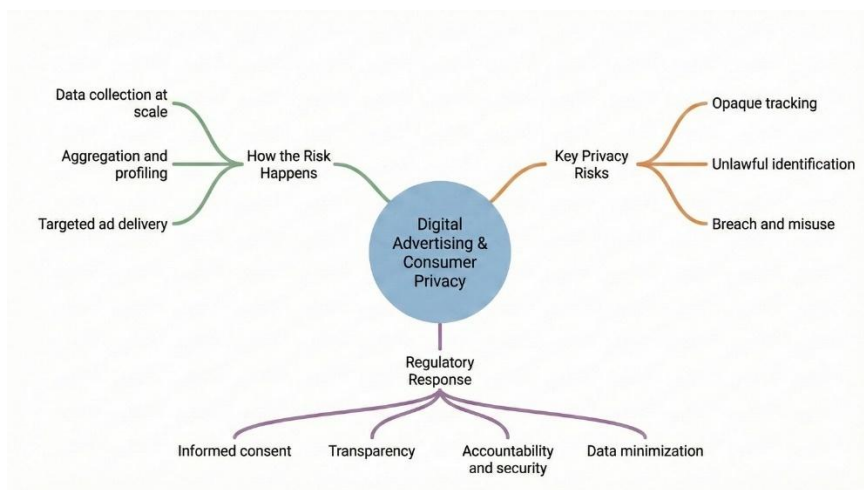 Data collection at
scale
Aggregation and
profiling
Targeted ad delivery
How the Risk
Happens
Digital
Advertising &
Consumer
Privacy
Key Privacy
Risks
Opaque tracking
Unlawful identification
Breach and misuse
Regulatory
Response
Informed consent
Transparency
Accountability
and security
Data minimization